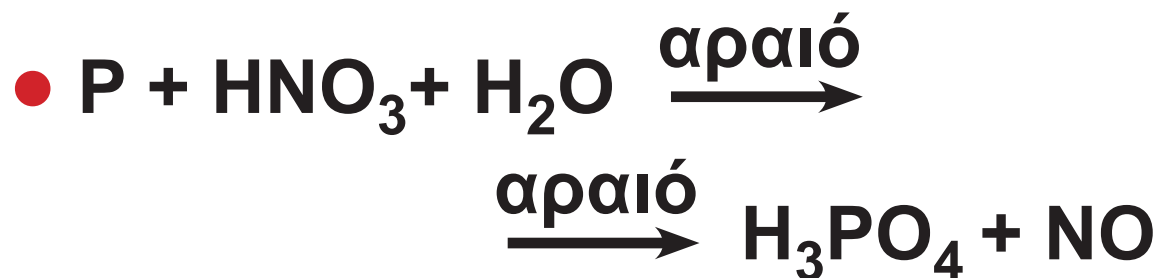 • P + HNO₃ + H₂O αραιό →
αραιό → H₃PO₄ + NO